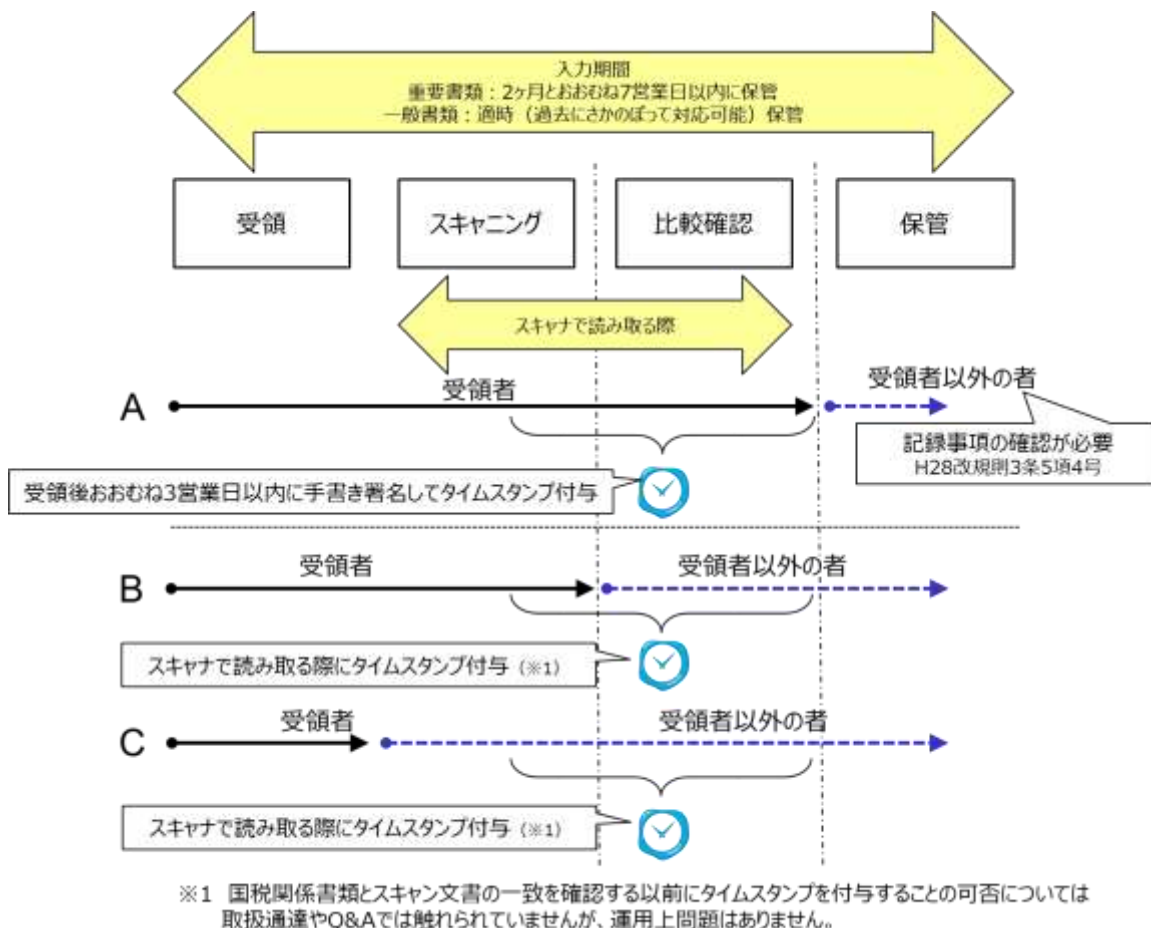 入力期間
重要書類：2ヶ月とおおむね7営業日以内に保管
一般書類：適時（過去にさかのぼって対応可能）保管
受領
スキャニング
比較確認
保管
スキャナで読み取る際
A
受領者
受領者以外の者
記録事項の確認が必要
H28改規則3条5項4号
受領後おおむね3営業日以内に手書き署名してタイムスタンプ付与
B
受領者
受領者以外の者
スキャナで読み取る際にタイムスタンプ付与（※1）
C
受領者
受領者以外の者
スキャナで読み取る際にタイムスタンプ付与（※1）
※1 国税関係書類とスキャン文書の一致を確認する以前にタイムスタンプを付与することの可否については
取扱通達やQ&Aでは触れられていませんが、運用上問題はありません。